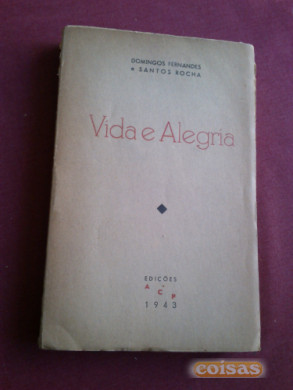 DOMINGOS FERNANDES
e SANTOS ROCHA
Vida e Alegria
EDIÇÕES
A C P
1943
coisas